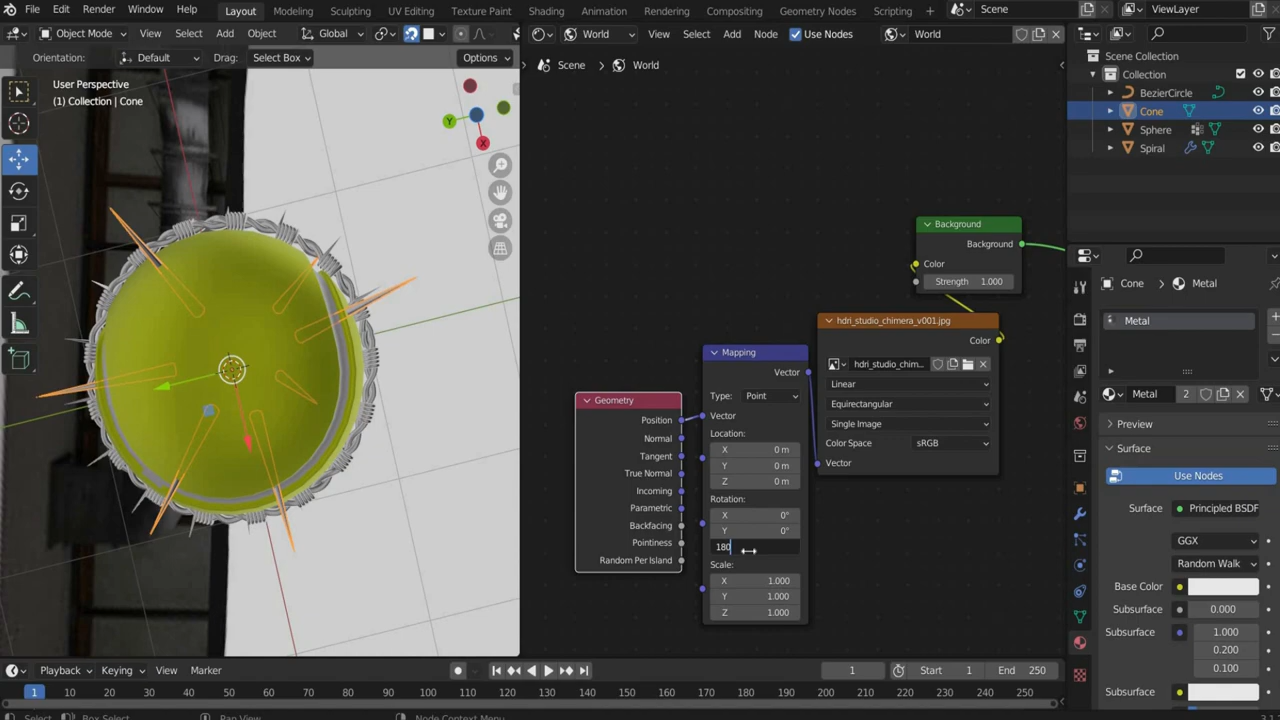 File Edit Render Window Help Layout Modeling Sculpting UV Editing Texture Paint Shading Animation Rendering Compositing Geometry Nodes Scripting + Scene ViewLayer
Object Mode View Select Add Object Global World View Select Add Node Use Nodes World
Orientation: Default Drag: Select Box Options
Scene > World
User Perspective
(1) Collection | Cone
Y
X
Scene Collection
Collection
BezierCircle
Cone
Sphere
Spiral
Background
Background
Color
Strength 1.000
hdri_studio_chimera_v001.jpg
Color
hdri_studio_chim...
Linear
Equirectangular
Single Image
Color Space sRGB
Vector
Mapping
Vector
Type: Point
Vector
Location:
X 0 m
Y 0 m
Z 0 m
Rotation:
X 0°
Y 0°
180
Scale:
X 1.000
Y 1.000
Z 1.000
Geometry
Position
Normal
Tangent
True Normal
Incoming
Parametric
Backfacing
Pointiness
Random Per Island
Cone > Metal
Metal
Metal 2
Preview
Surface
Use Nodes
Surface Principled BSDF
GGX
Random Walk
Base Color
Subsurface 0.000
Subsurface 1.000
0.200
0.100
Subsurface
Playback Keying View Marker 1 Start 1 End 250
1 10 20 30 40 50 60 70 80 90 100 110 120 130 140 150 160 170 180 190 200 210 220 230 240 250
Select Box Select Pan View Node Context Menu